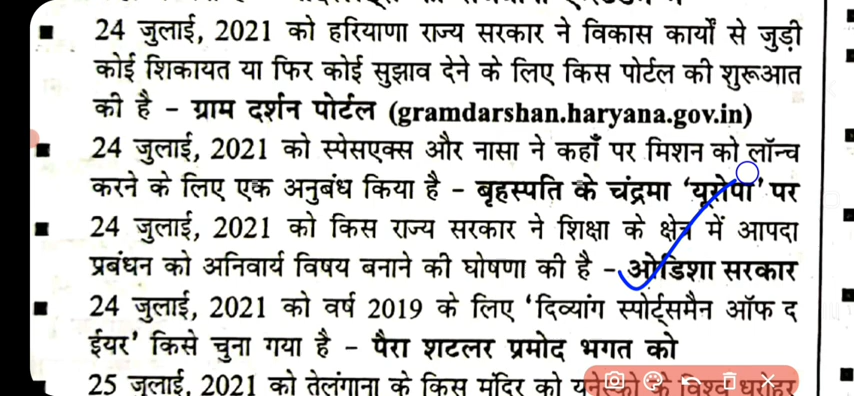 24 जुलाई, 2021 को हरियाणा राज्य सरकार ने विकास कार्यों से जुड़ी
कोई शिकायत या फिर कोई सुझाव देने के लिए किस पोर्टल की शुरूआत
की है – ग्राम दर्शन पोर्टल (gramdarshan.haryana.gov.in)
24 जुलाई, 2021 को स्पेसएक्स और नासा ने कहाँ पर मिशन को लॉन्च
करने के लिए एक अनुबंध किया है – बृहस्पति के चंद्रमा ‘यूरोपा’ पर
24 जुलाई, 2021 को किस राज्य सरकार ने शिक्षा के क्षेत्र में आपदा
प्रबंधन को अनिवार्य विषय बनाने की घोषणा की है – ओडिशा सरकार
24 जुलाई, 2021 को वर्ष 2019 के लिए ‘दिव्यांग स्पोर्ट्समैन ऑफ द
ईयर’ किसे चुना गया है – पैरा शटलर प्रमोद भगत को
25 जुलाई, 2021 को तेलंगाना के किस मंदिर को यूनेस्को के विश्व धरोहर